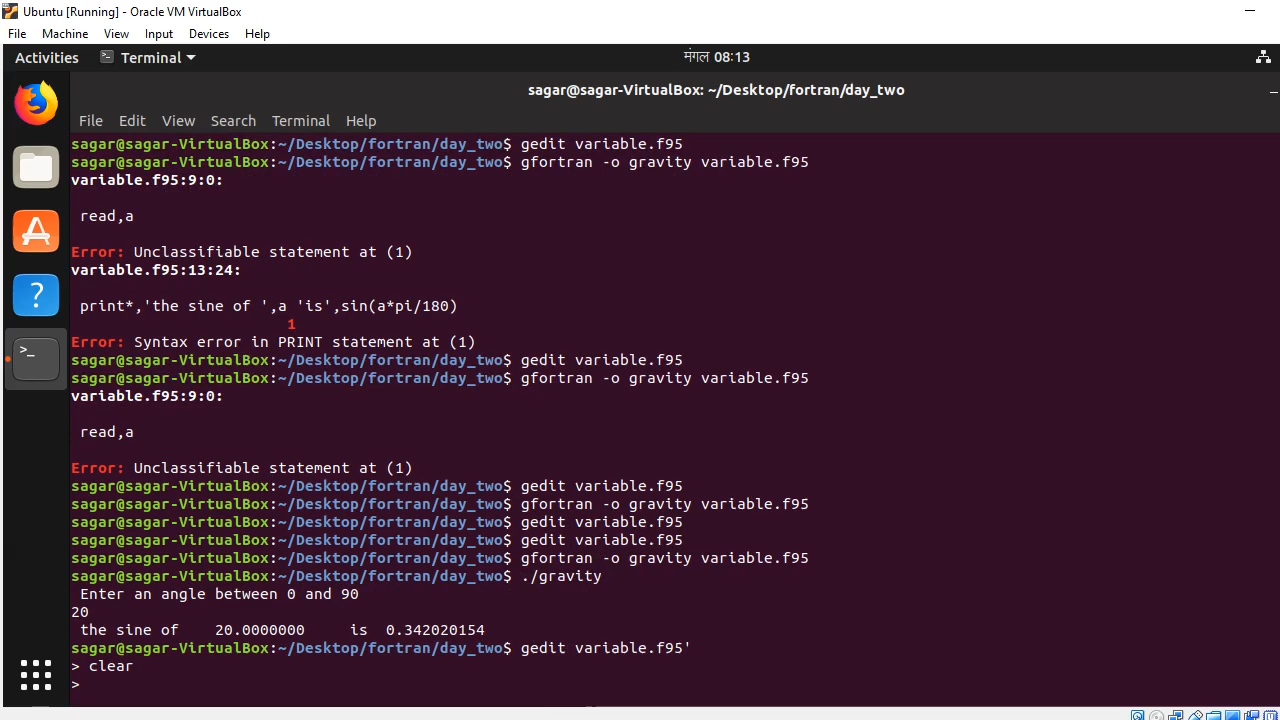 Ubuntu [Running] - Oracle VM VirtualBox
File Machine View Input Devices Help
Activities Terminal मंगल 08:13
sagar@sagar-VirtualBox: ~/Desktop/fortran/day_two
File Edit View Search Terminal Help
sagar@sagar-VirtualBox:~/Desktop/fortran/day_two$ gedit variable.f95
sagar@sagar-VirtualBox:~/Desktop/fortran/day_two$ gfortran -o gravity variable.f95
variable.f95:9:0:
read,a
Error: Unclassifiable statement at (1)
variable.f95:13:24:
print*,'the sine of ',a 'is',sin(a*pi/180)
1
Error: Syntax error in PRINT statement at (1)
sagar@sagar-VirtualBox:~/Desktop/fortran/day_two$ gedit variable.f95
sagar@sagar-VirtualBox:~/Desktop/fortran/day_two$ gfortran -o gravity variable.f95
variable.f95:9:0:
read,a
Error: Unclassifiable statement at (1)
sagar@sagar-VirtualBox:~/Desktop/fortran/day_two$ gedit variable.f95
sagar@sagar-VirtualBox:~/Desktop/fortran/day_two$ gfortran -o gravity variable.f95
sagar@sagar-VirtualBox:~/Desktop/fortran/day_two$ gedit variable.f95
sagar@sagar-VirtualBox:~/Desktop/fortran/day_two$ gedit variable.f95
sagar@sagar-VirtualBox:~/Desktop/fortran/day_two$ gfortran -o gravity variable.f95
sagar@sagar-VirtualBox:~/Desktop/fortran/day_two$ ./gravity
Enter an angle between 0 and 90
20
the sine of    20.0000000     is  0.342020154
sagar@sagar-VirtualBox:~/Desktop/fortran/day_two$ gedit variable.f95'
> clear
>